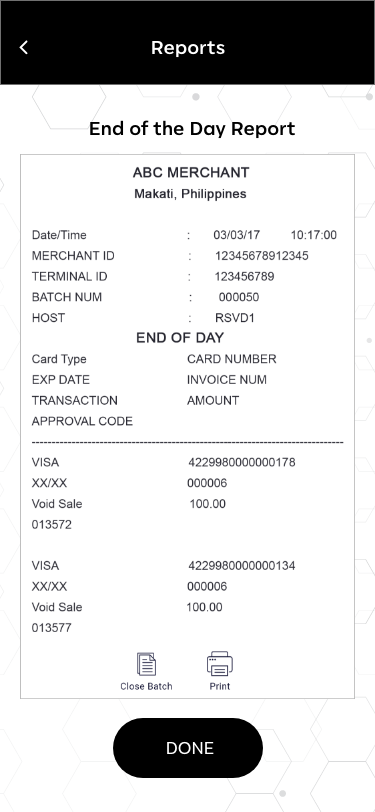 Reports
End of the Day Report
ABC MERCHANT
Makati, Philippines
Date/Time : 03/03/17 10:17:00
MERCHANT ID : 12345678912345
TERMINAL ID : 123456789
BATCH NUM : 000050
HOST : RSVD1
END OF DAY
Card Type CARD NUMBER
EXP DATE INVOICE NUM
TRANSACTION AMOUNT
APPROVAL CODE
--------------------------------------------------------------------------------
VISA 4229980000000178
XX/XX 000006
Void Sale 100.00
013572
VISA 4229980000000134
XX/XX 000006
Void Sale 100.00
013577
Close Batch Print
DONE